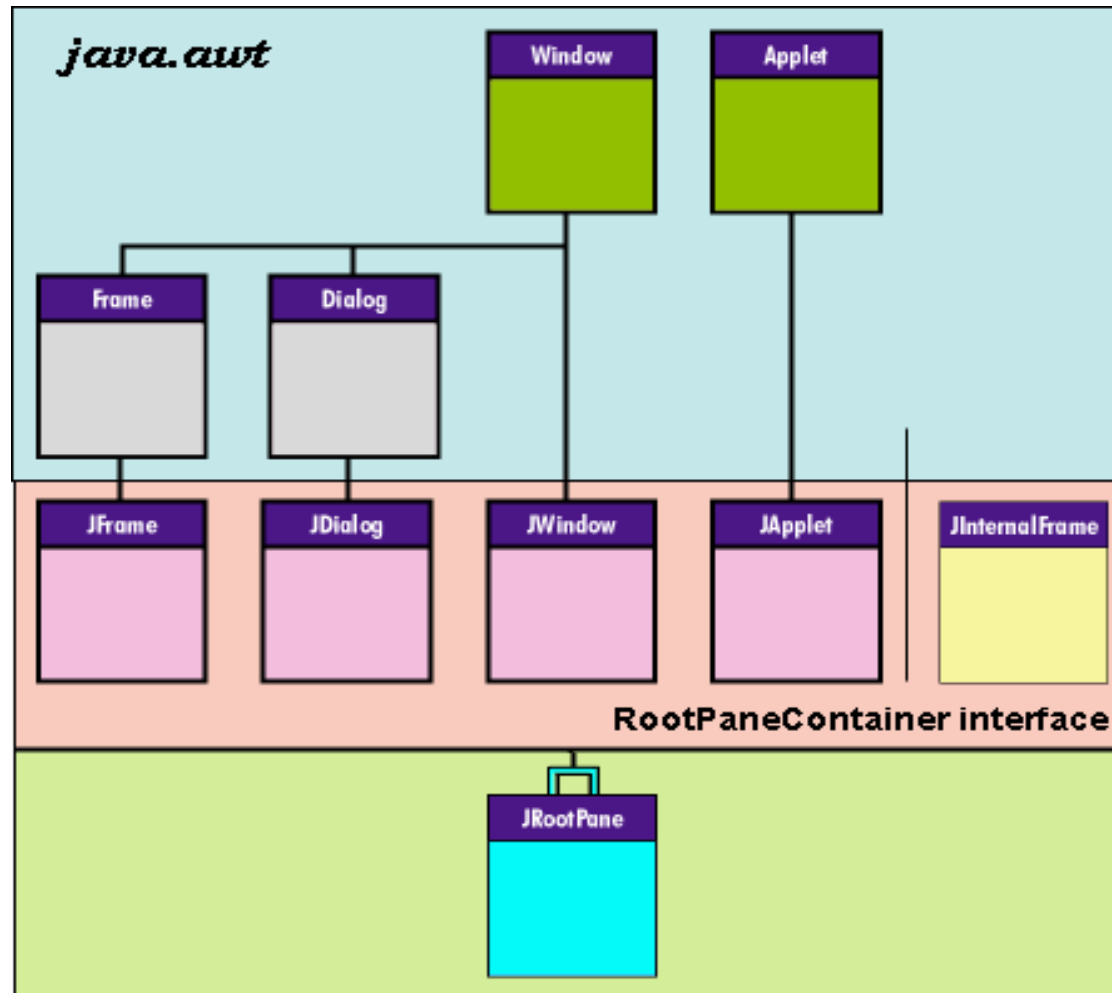 java.awt
Window
Applet
Frame
Dialog
JFrame
JDialog
JWindow
JApplet
JInternalFrame
RootPaneContainer interface
JRootPane